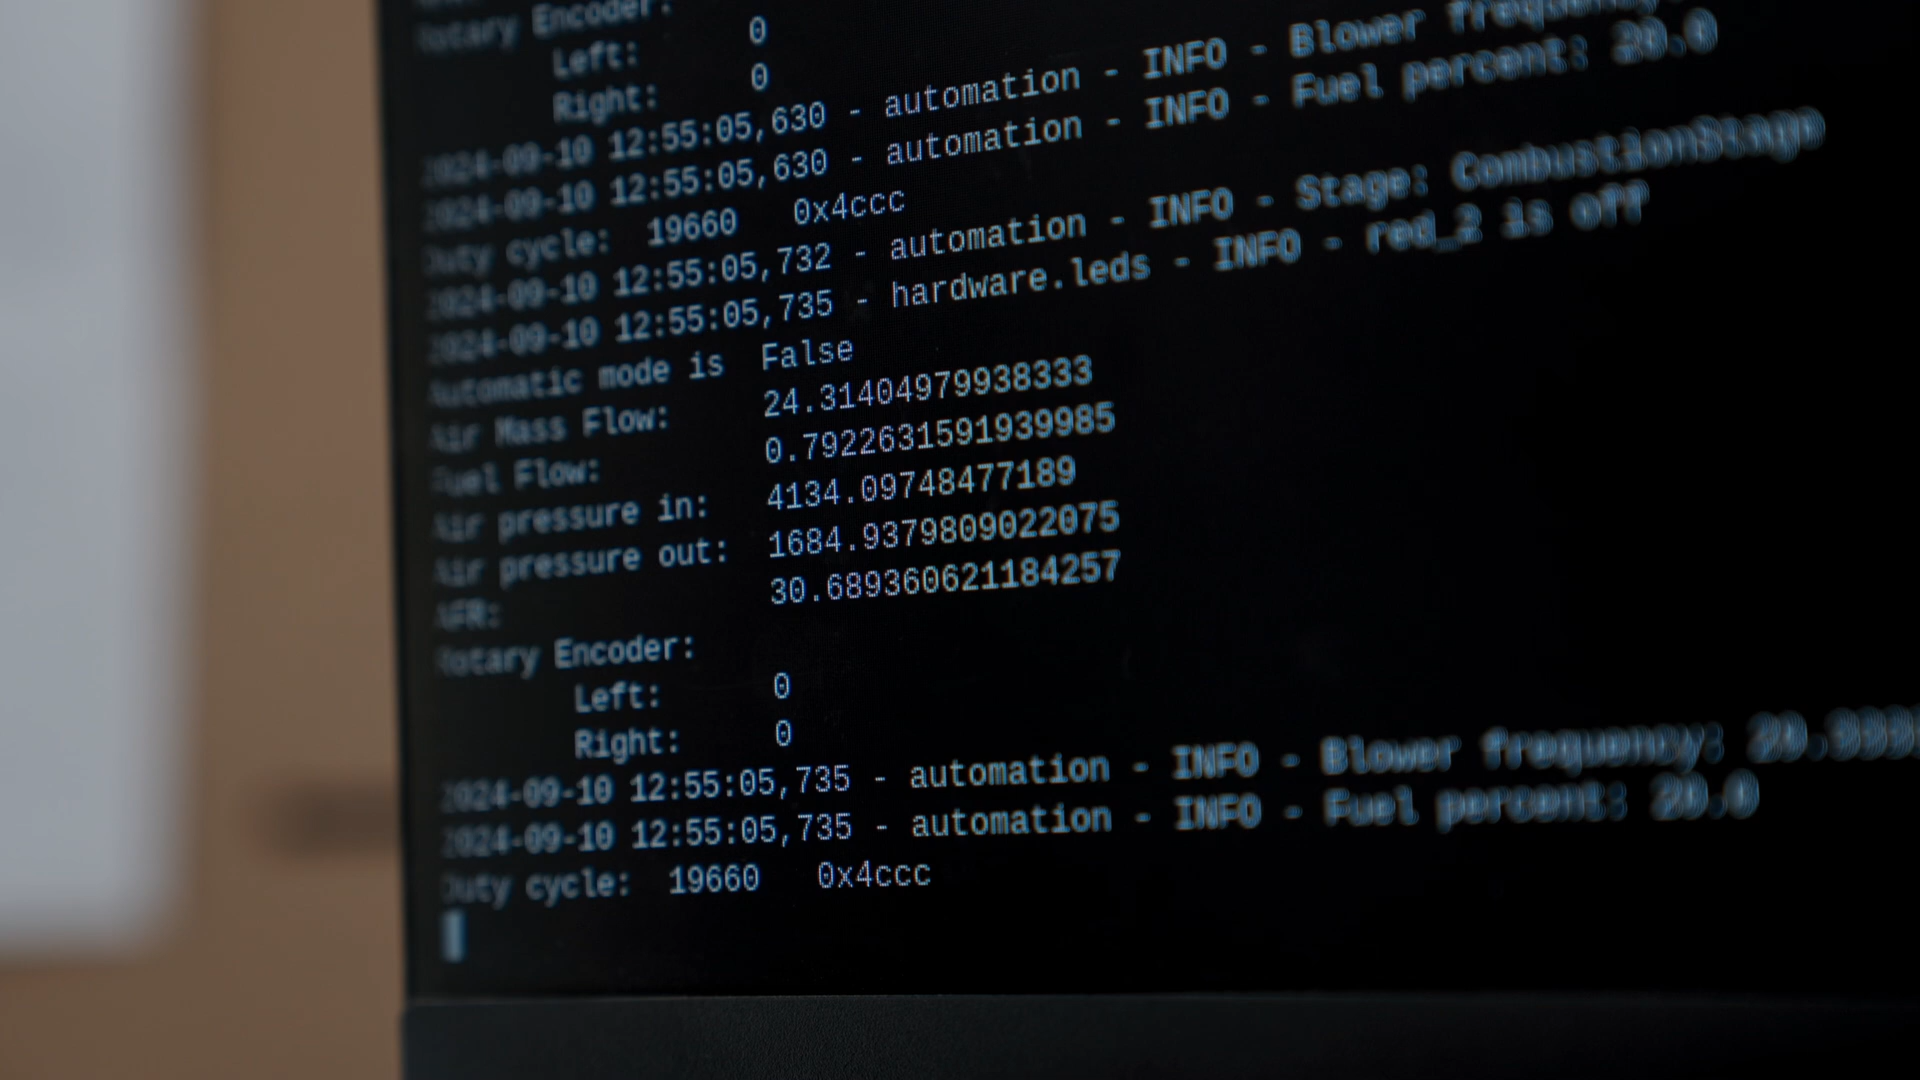 Rotary Encoder:
Left: 0
Right: 0
2024-09-10 12:55:05,630 - automation - INFO - Blower frequency:
2024-09-10 12:55:05,630 - automation - INFO - Fuel percent: 20.0
Duty cycle: 19660 0x4ccc
2024-09-10 12:55:05,732 - automation - INFO - Stage: CombustionStage
2024-09-10 12:55:05,735 - hardware.leds - INFO - red_2 is off
Automatic mode is False
Air Mass Flow: 24.31404979938333
Fuel Flow: 0.7922631591939985
Air pressure in: 4134.09748477189
Air pressure out: 1684.9379809022075
AFR: 30.689360621184257
Rotary Encoder:
Left: 0
Right: 0
2024-09-10 12:55:05,735 - automation - INFO - Blower frequency:
2024-09-10 12:55:05,735 - automation - INFO - Fuel percent: 20.0
Duty cycle: 19660 0x4ccc